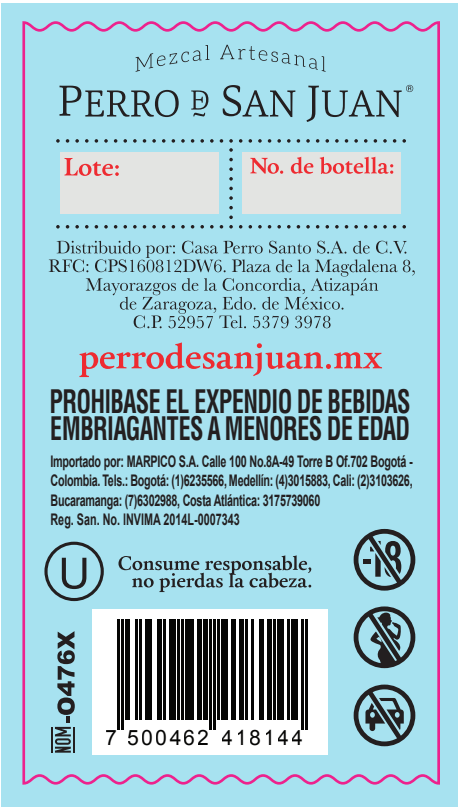 Mezcal Artesanal
PERRO DE SAN JUAN®
Lote:
No. de botella:
Distribuido por: Casa Perro Santo S.A. de C.V.
RFC: CPS160812DW6. Plaza de la Magdalena 8,
Mayorazgos de la Concordia, Atizapán
de Zaragoza, Edo. de México.
C.P. 52957 Tel. 5379 3978
perrodesanjuan.mx
PROHIBASE EL EXPENDIO DE BEBIDAS
EMBRIAGANTES A MENORES DE EDAD
Importado por: MARPICO S.A. Calle 100 No.8A-49 Torre B Of.702 Bogotá -
Colombia. Tels.: Bogotá: (1)6235566, Medellín: (4)3015883, Cali: (2)3103626,
Bucaramanga: (7)6302988, Costa Atlántica: 3175739060
Reg. San. No. INVIMA 2014L-0007343
U
Consume responsable,
no pierdas la cabeza.
-18
NOM-O476X
7 500462 418144